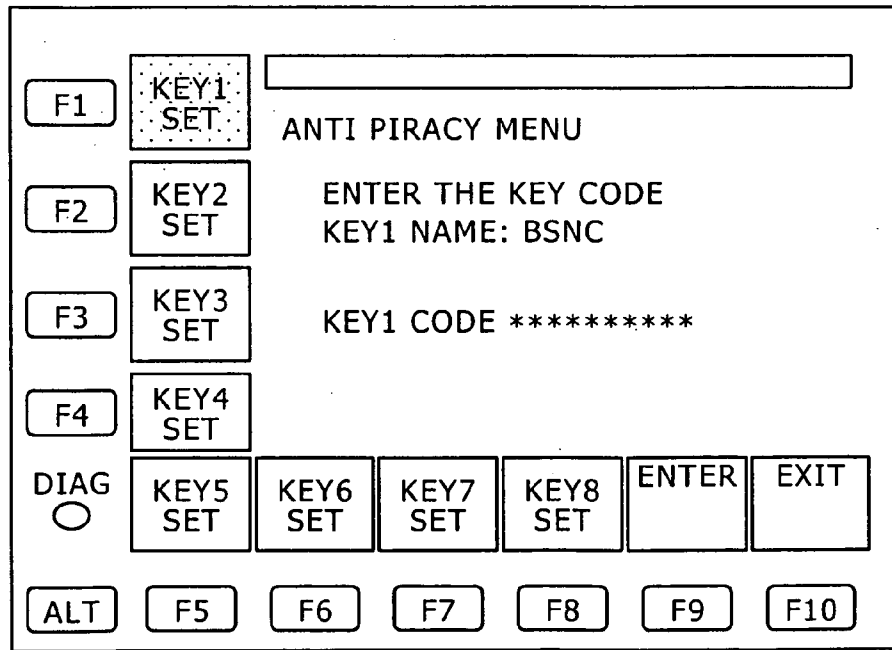 F1
KEY1
SET
ANTI PIRACY MENU
F2
KEY2
SET
ENTER THE KEY CODE
KEY1 NAME: BSNC
F3
KEY3
SET
KEY1 CODE **********
F4
KEY4
SET
DIAG
KEY5
SET
KEY6
SET
KEY7
SET
KEY8
SET
ENTER
EXIT
ALT
F5
F6
F7
F8
F9
F10